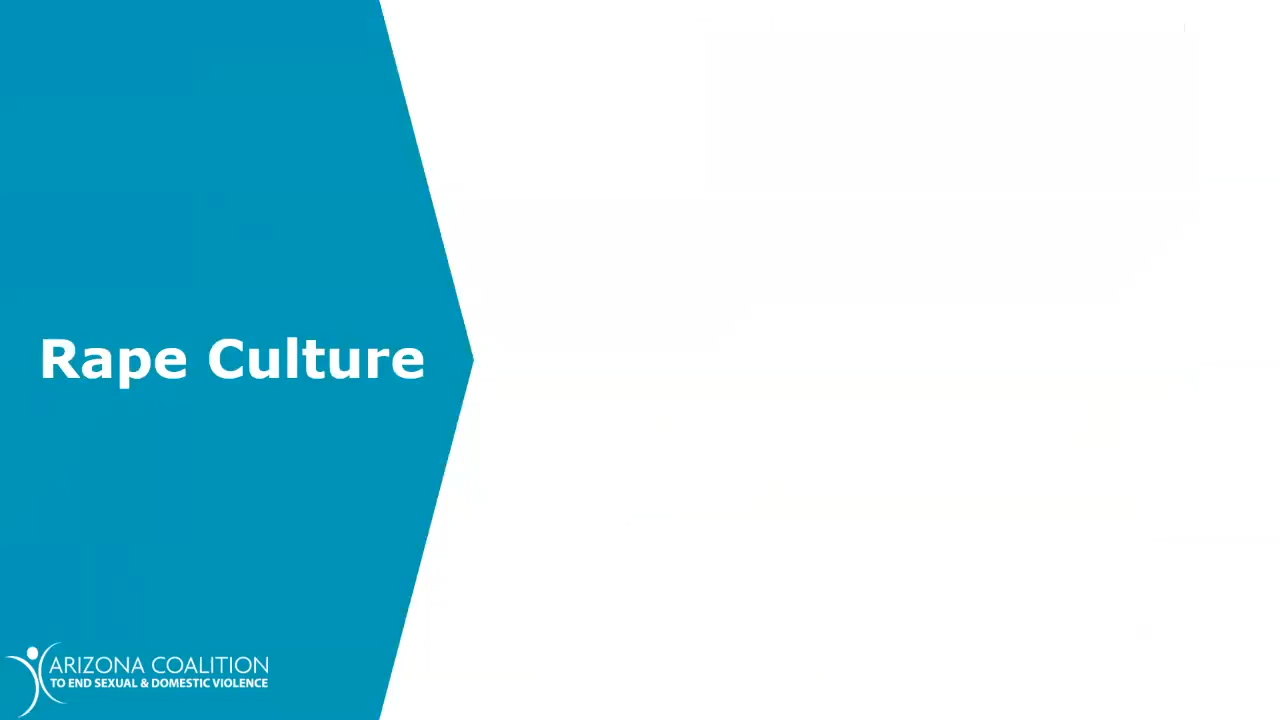 Rape Culture
ARIZONA COALITION
TO END SEXUAL & DOMESTIC VIOLENCE